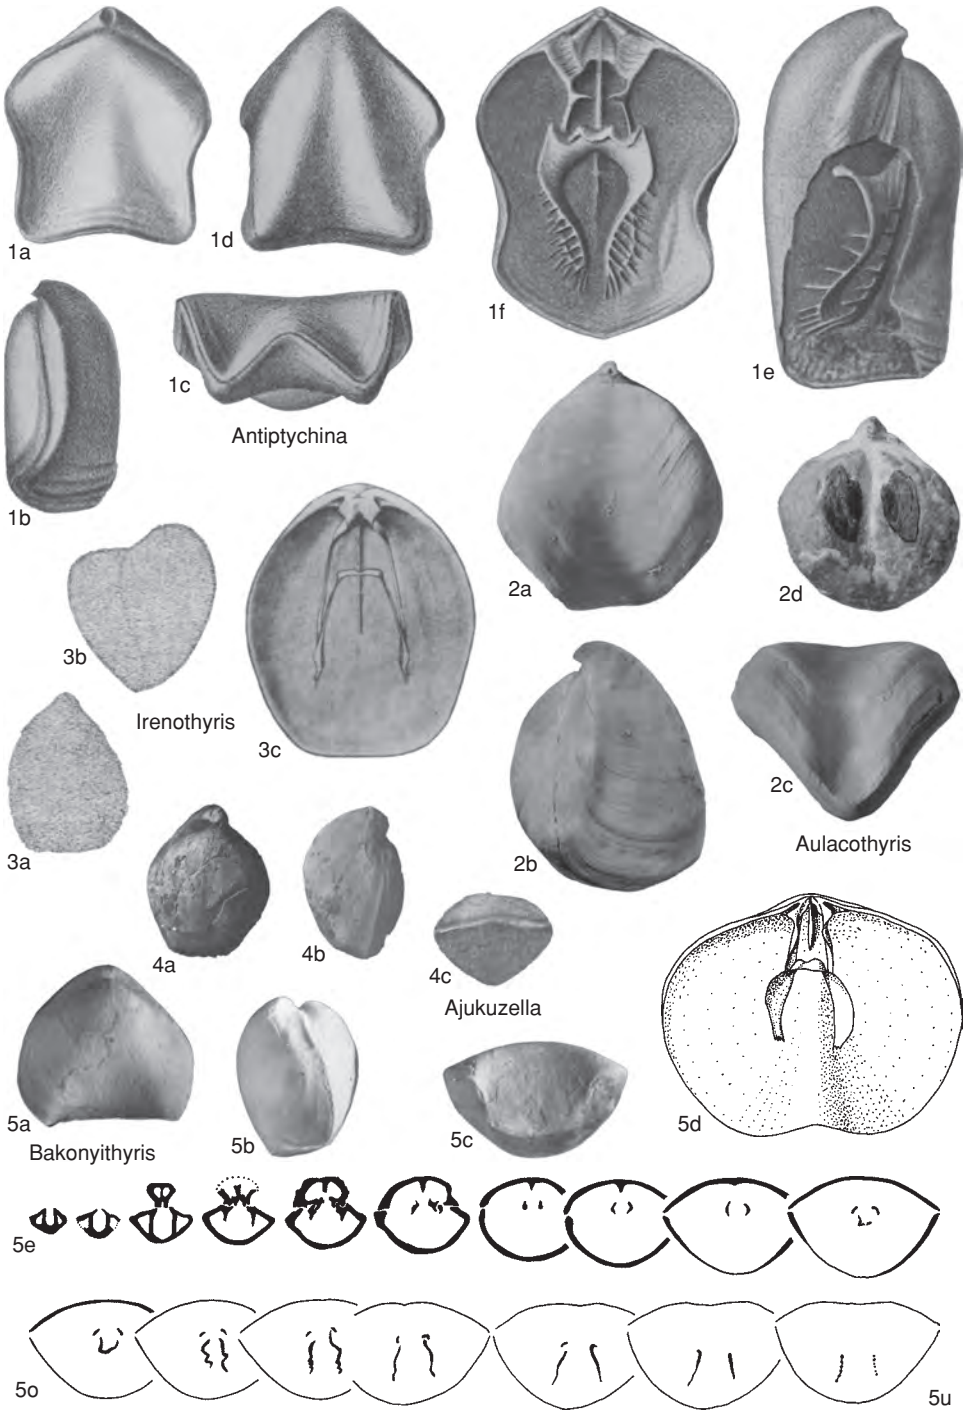 1a
1d
1f
1e
1c
Antiptychina
1b
2a
2d
3b
Irenothyris
3c
2c
3a
2b
Aulacothyris
4a
4b
4c
Ajukuzella
5a
5b
5c
5d
Bakonyithyris
5e
5o
5u